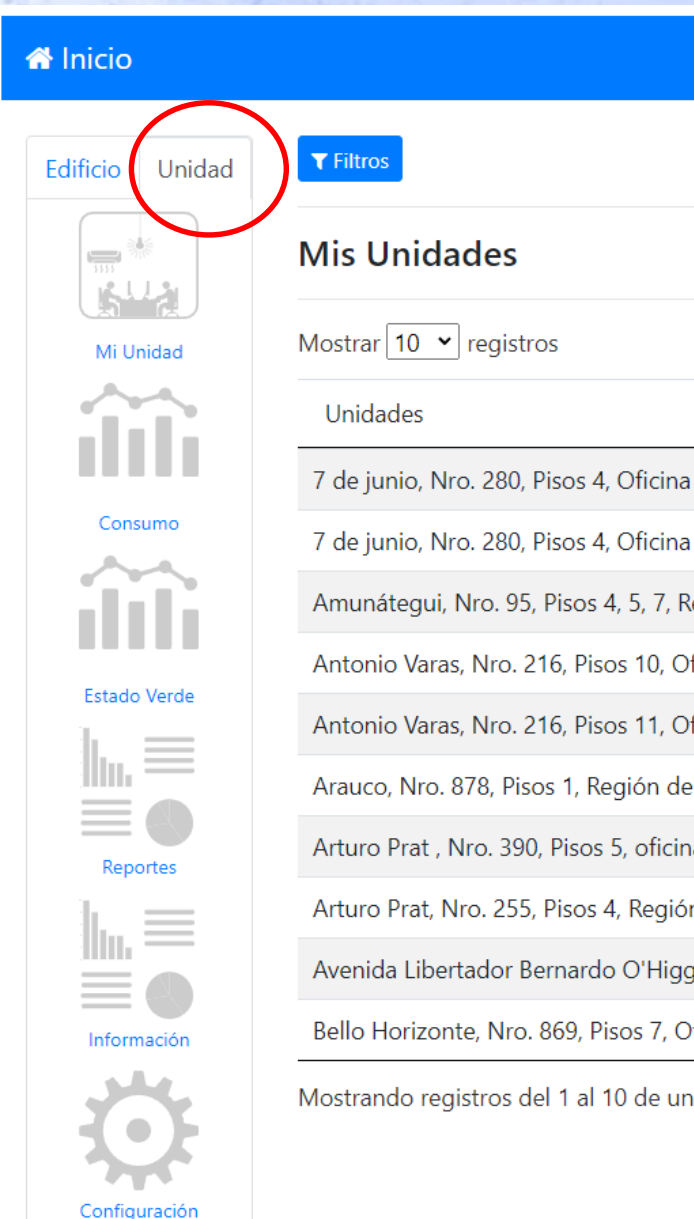 Inicio
Edificio
Unidad
Filtros
Mi Unidad
Consumo
Estado Verde
Reportes
Información
Configuración
Mis Unidades
Mostrar 10 registros
Unidades
7 de junio, Nro. 280, Pisos 4, Oficina
7 de junio, Nro. 280, Pisos 4, Oficina
Amunátegui, Nro. 95, Pisos 4, 5, 7,
Antonio Varas, Nro. 216, Pisos 10,
Antonio Varas, Nro. 216, Pisos 11,
Arauco, Nro. 878, Pisos 1, Región de
Arturo Prat , Nro. 390, Pisos 5,
Arturo Prat, Nro. 255, Pisos 4,
Avenida Libertador Bernardo
Bello Horizonte, Nro. 869, Pisos 7,
Mostrando registros del 1 al 10 de